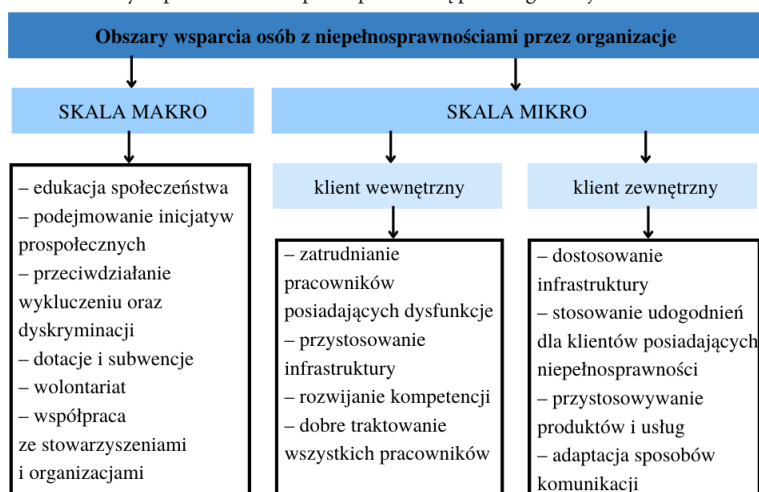 Obszary wsparcia osób z niepełnosprawnościami przez organizacje
SKALA MAKRO
– edukacja społeczeństwa
– podejmowanie inicjatyw
prospołecznych
– przeciwdziałanie
wykluczeniu oraz
dyskryminacji
– dotacje i subwencje
– wolontariat
– współpraca
ze stowarzyszeniami
i organizacjami
SKALA MIKRO
klient wewnętrzny
– zatrudnianie
pracowników
posiadających dysfunkcje
– przystosowanie
infrastruktury
– rozwijanie kompetencji
– dobre traktowanie
wszystkich pracowników
klient zewnętrzny
– dostosowanie
infrastruktury
– stosowanie udogodnień
dla klientów posiadających
niepełnosprawności
– przystosowywanie
produktów i usług
– adaptacja sposobów
komunikacji